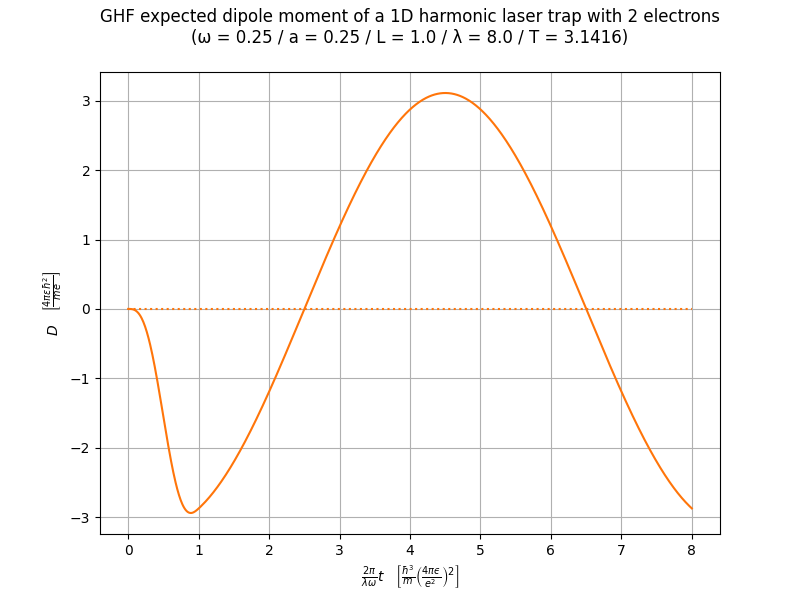 GHF expected dipole moment of a 1D harmonic laser trap with 2 electrons
(ω = 0.25 / a = 0.25 / L = 1.0 / λ = 8.0 / T = 3.1416)
3
2
1
0
−1
−2
−3
D [4πεℏ²/me]
0 1 2 3 4 5 6 7 8
2π/λω t [ℏ³/m (4πϵ/e²)²]